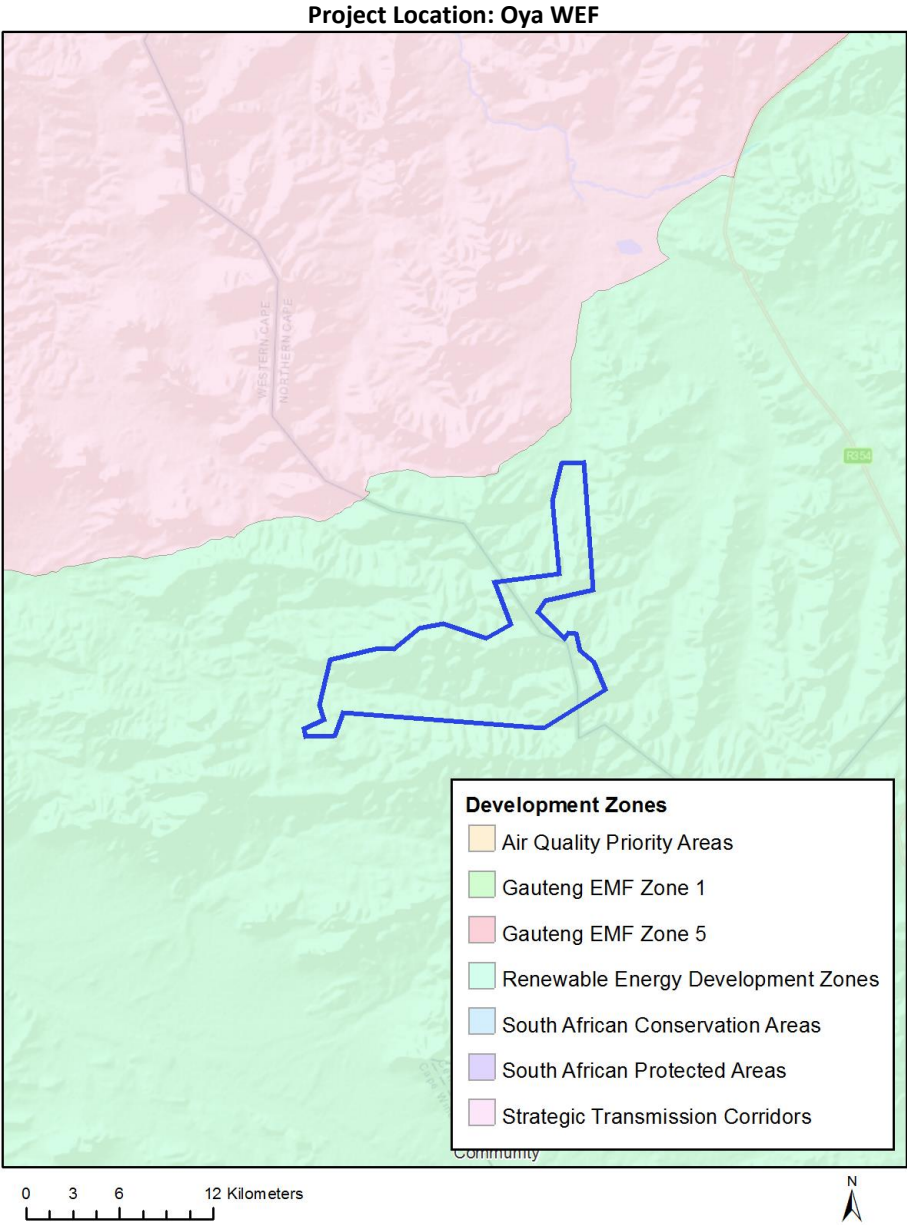 Project Location: Oya WEF
WESTERN CAPE
NORTHERN CAPE
R354
Development Zones
Air Quality Priority Areas
Gauteng EMF Zone 1
Gauteng EMF Zone 5
Renewable Energy Development Zones
South African Conservation Areas
South African Protected Areas
Strategic Transmission Corridors
Community
0 3 6 12 Kilometers
N